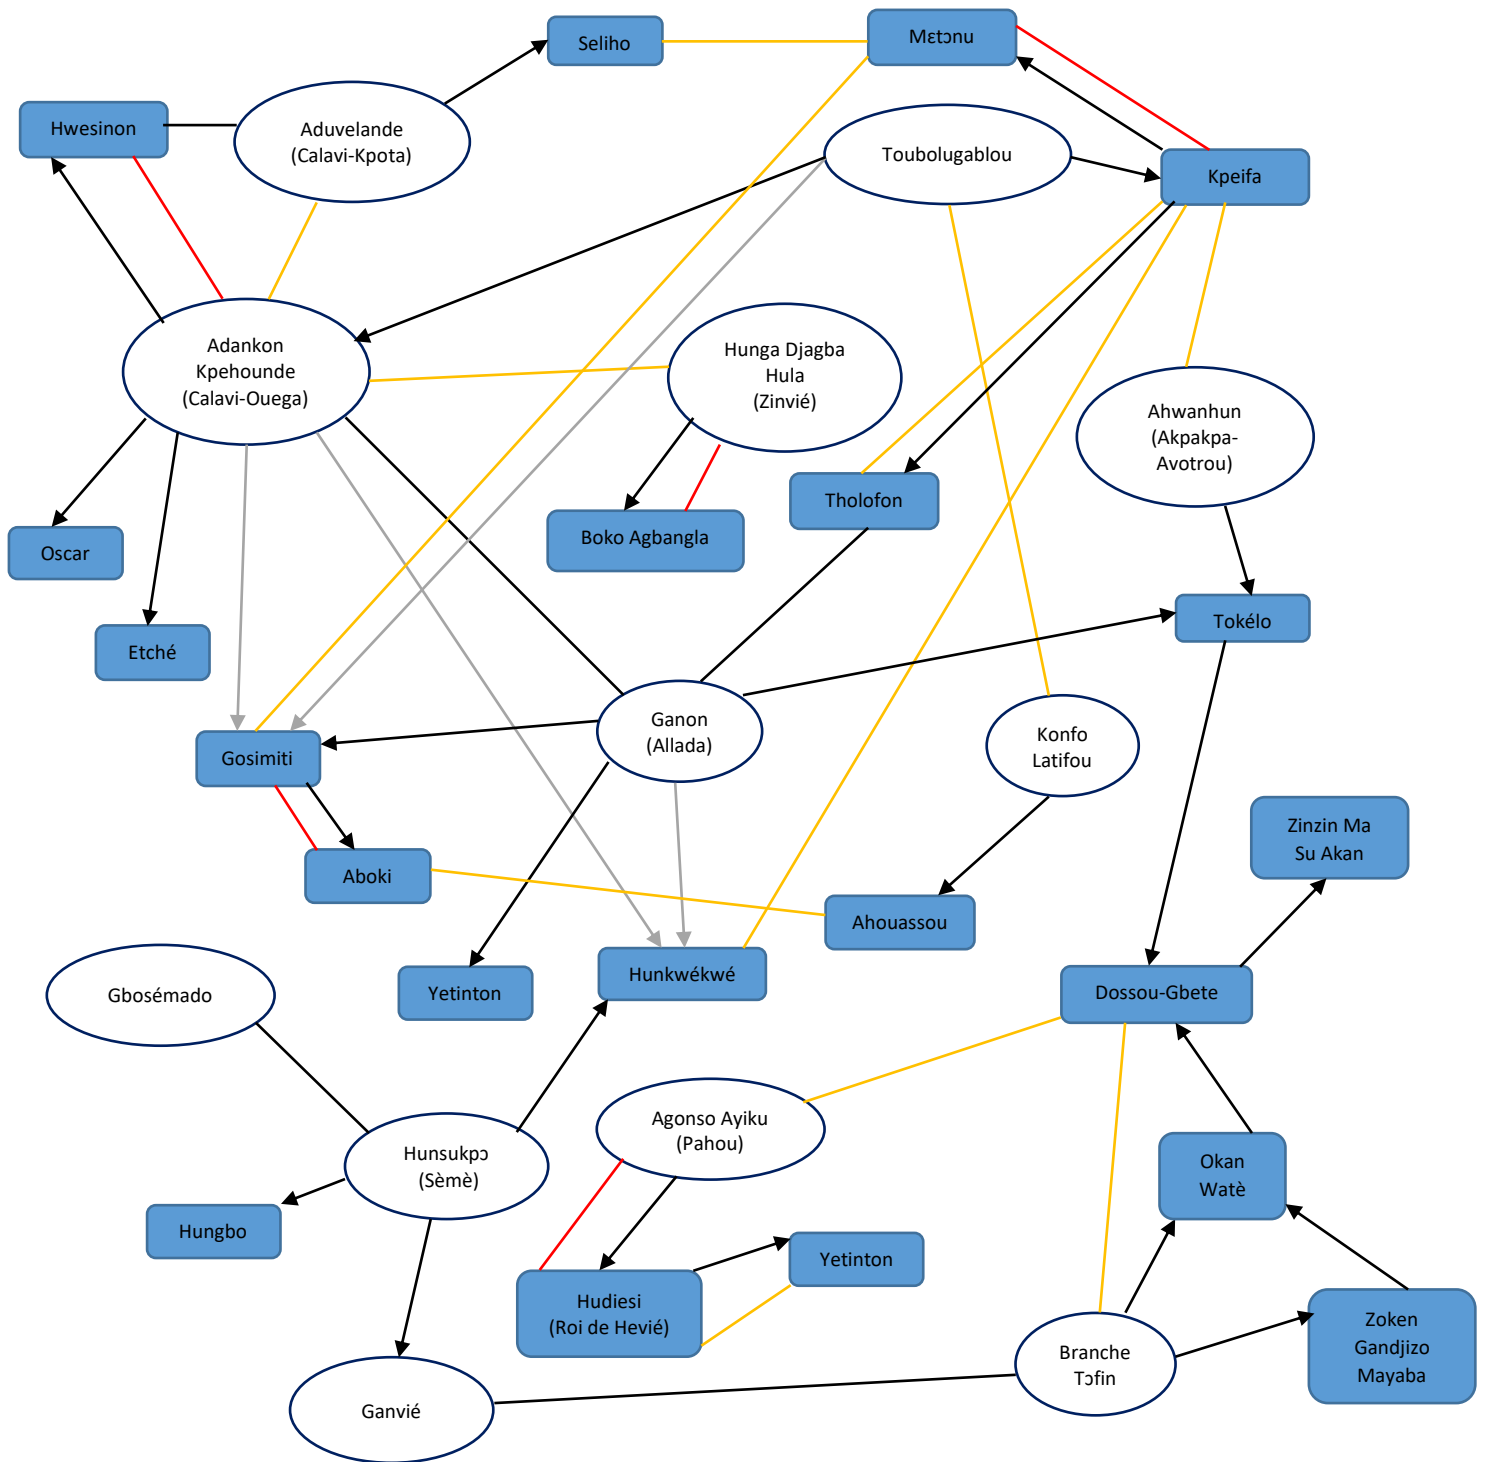 Seliho
Mɛtɔnu
Hwesinon
Aduvelande
(Calavi-Kpota)
Toubolugablou
Kpeifa
Adankon
Kpehounde
(Calavi-Ouega)
Hunga Djagba
Hula
(Zinvié)
Ahwanhun
(Akpakpa-
Avotrou)
Tholofon
Boko Agbangla
Oscar
Etché
Tokélo
Ganon
(Allada)
Konfo
Latifou
Gosimiti
Zinzin Ma
Su Akan
Aboki
Ahouassou
Gbosémado
Yetinton
Hunkwékwé
Dossou-Gbete
Agonso Ayiku
(Pahou)
Hunsukpɔ
(Sèmè)
Okan
Watè
Hungbo
Yetinton
Hudiesi
(Roi de Hevié)
Zoken
Gandjizo
Mayaba
Branche
Tɔfin
Ganvié